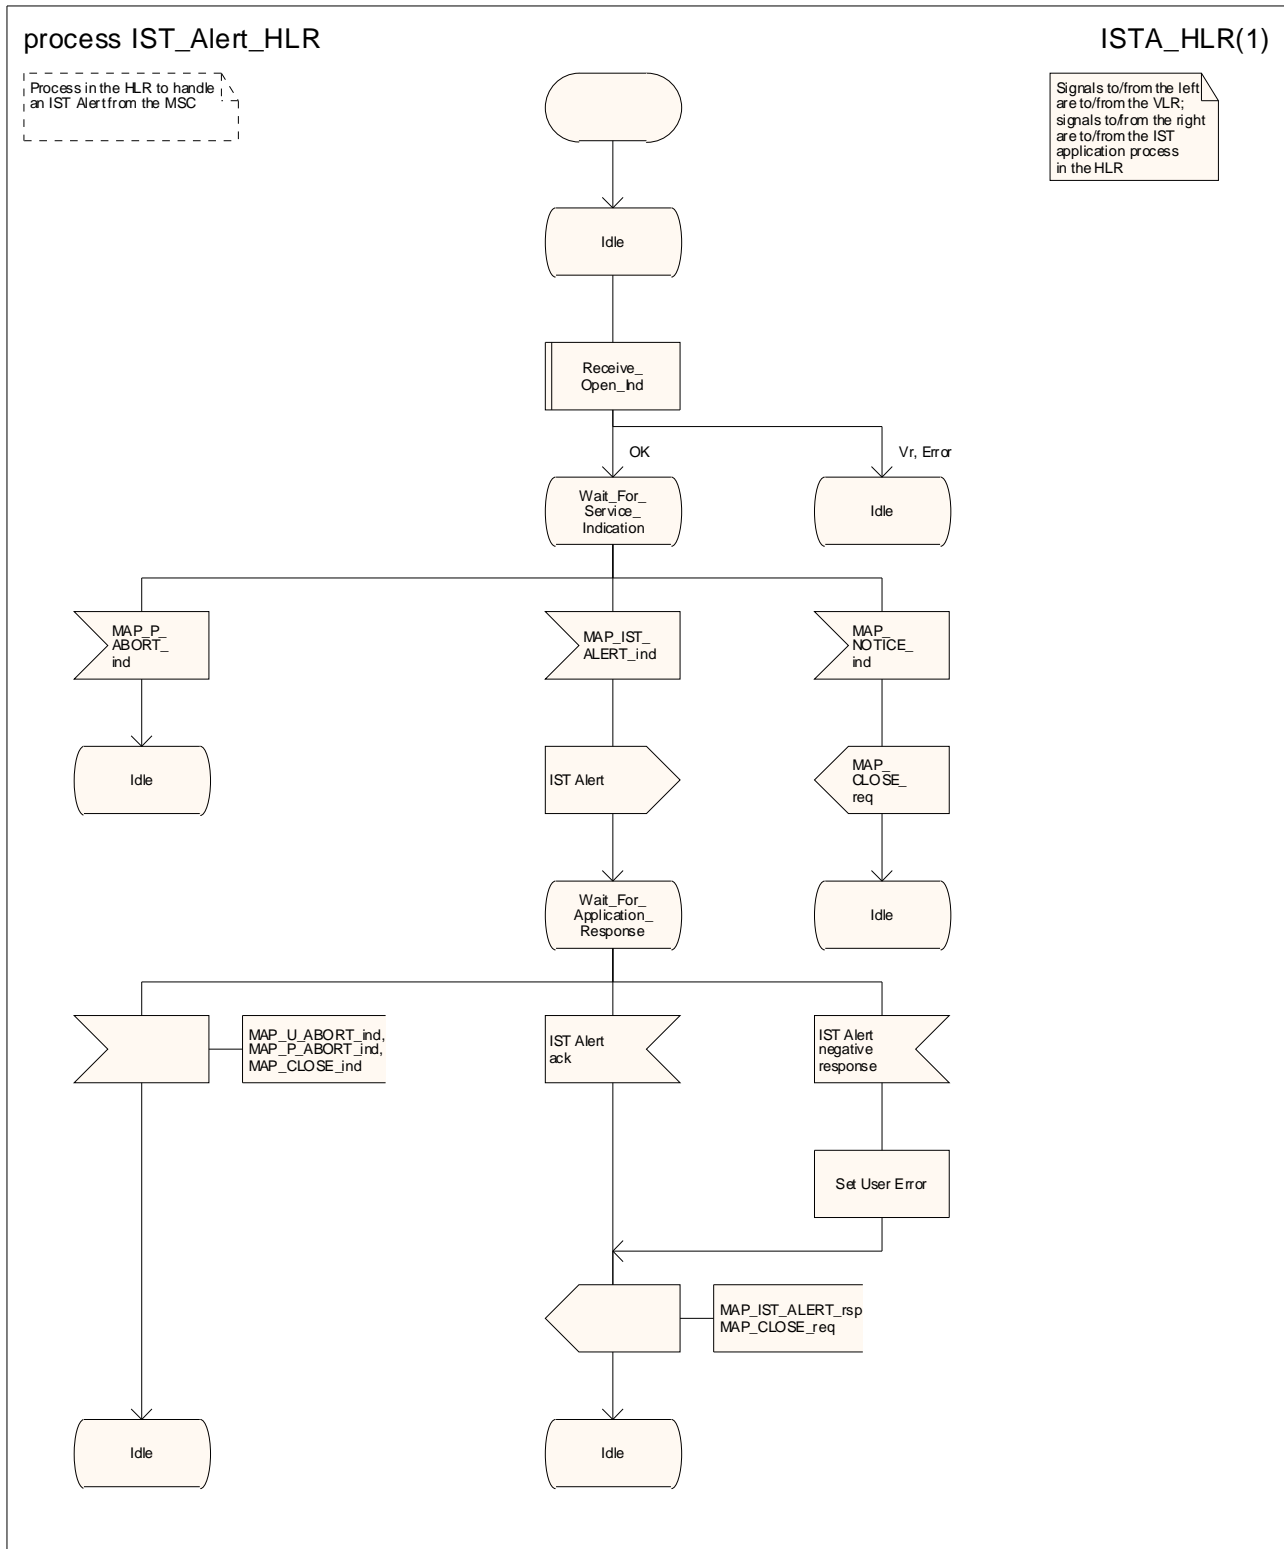 process IST_Alert_HLR
ISTA_HLR(1)
Process in the HLR to handle
an IST Alert from the MSC
Signals to/from the left
are to/from the VLR;
signals to/from the right
are to/from the IST
application process
in the HLR
Idle
Receive_
Open_Ind
OK
Vr, Error
Wait_For_
Service_
Indication
Idle
MAP_P_
ABORT_
ind
MAP_IST_
ALERT_ind
MAP_
NOTICE_
ind
Idle
IST Alert
MAP_
CLOSE_
req
Wait_For_
Application_
Response
Idle
MAP_U_ABORT_ind,
MAP_P_ABORT_ind,
MAP_CLOSE_ind
IST Alert
ack
IST Alert
negative
response
Set User Error
MAP_IST_ALERT_rsp
MAP_CLOSE_req
Idle
Idle